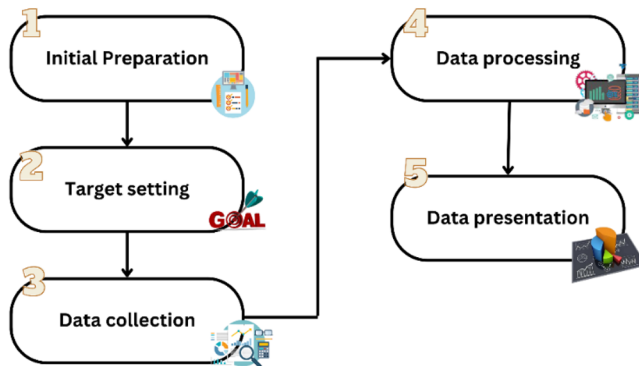 1
Initial Preparation
2
Target setting
GOAL
3
Data collection
4
Data processing
5
Data presentation